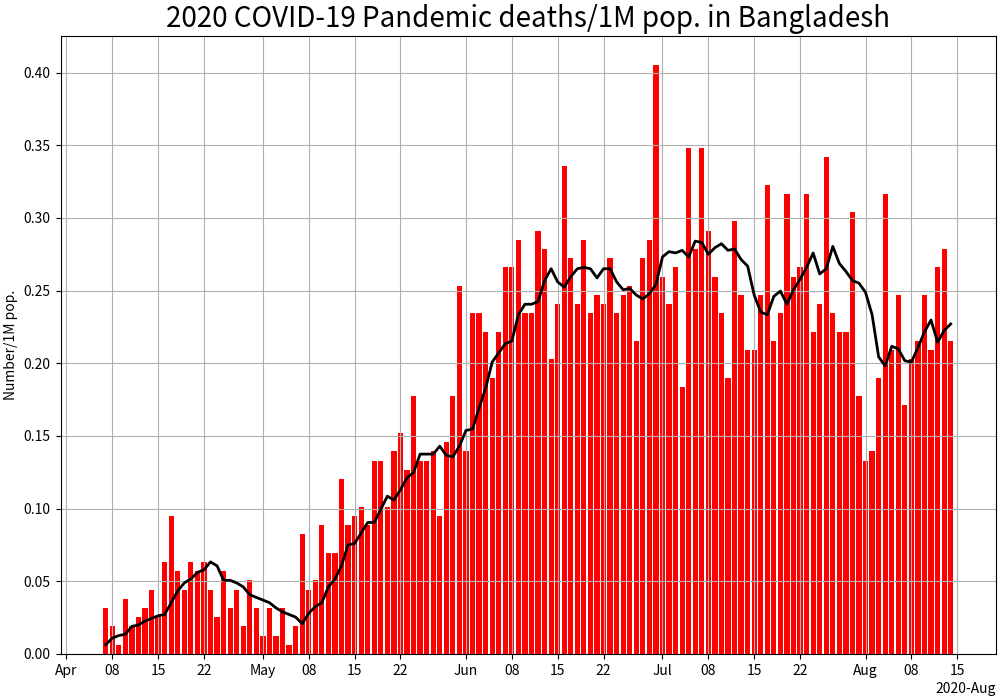 2020 COVID-19 Pandemic deaths/1M pop. in Bangladesh
Number/1M pop.
0.40
0.35
0.30
0.25
0.20
0.15
0.10
0.05
0.00
Apr 08 15 22 May 08 15 22 Jun 08 15 22 Jul 08 15 22 Aug 08 15
2020-Aug